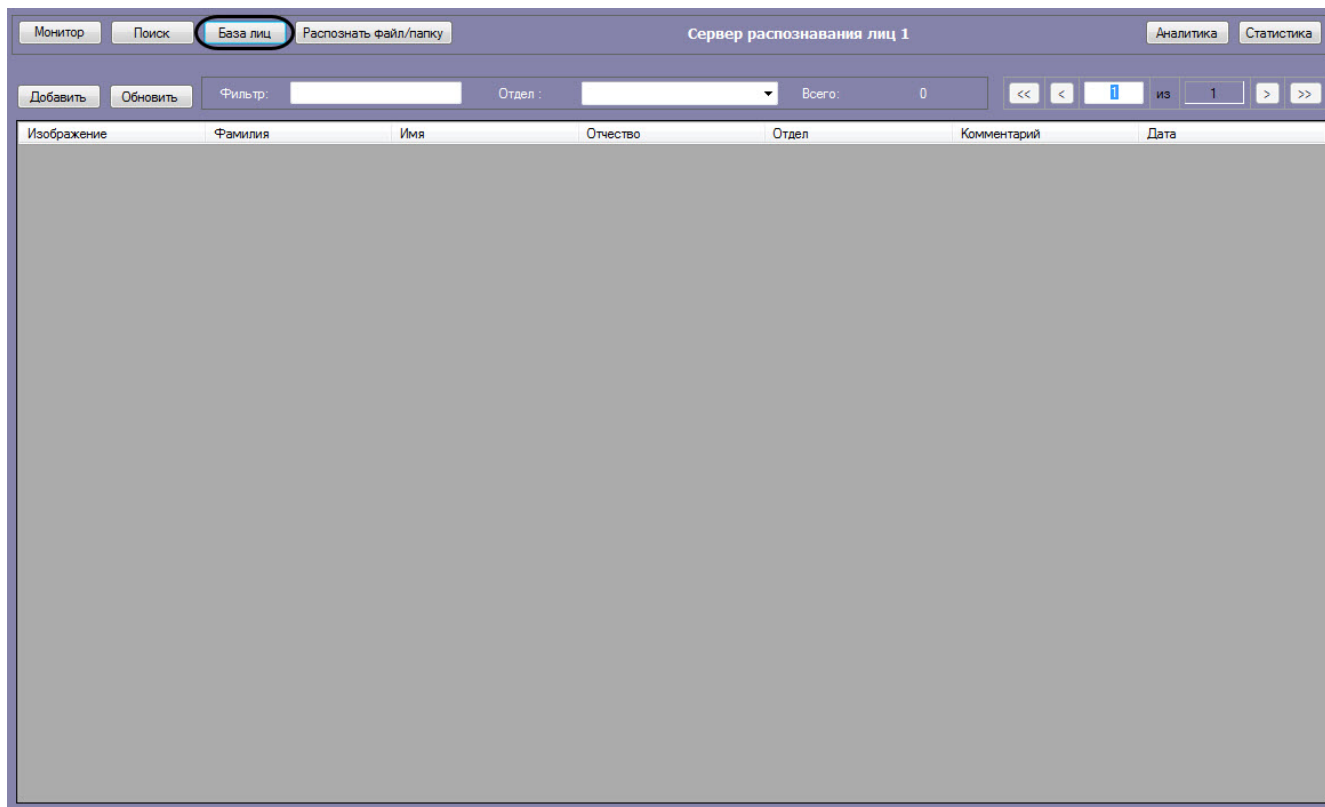 Монитор Поиск База лиц Распознать файл/папку Сервер распознавания лиц 1 Аналитика Статистика
Добавить Обновить Фильтр: Отдел : Всего: 0 << < 1 из 1 > >>
Изображение Фамилия Имя Отчество Отдел Комментарий Дата